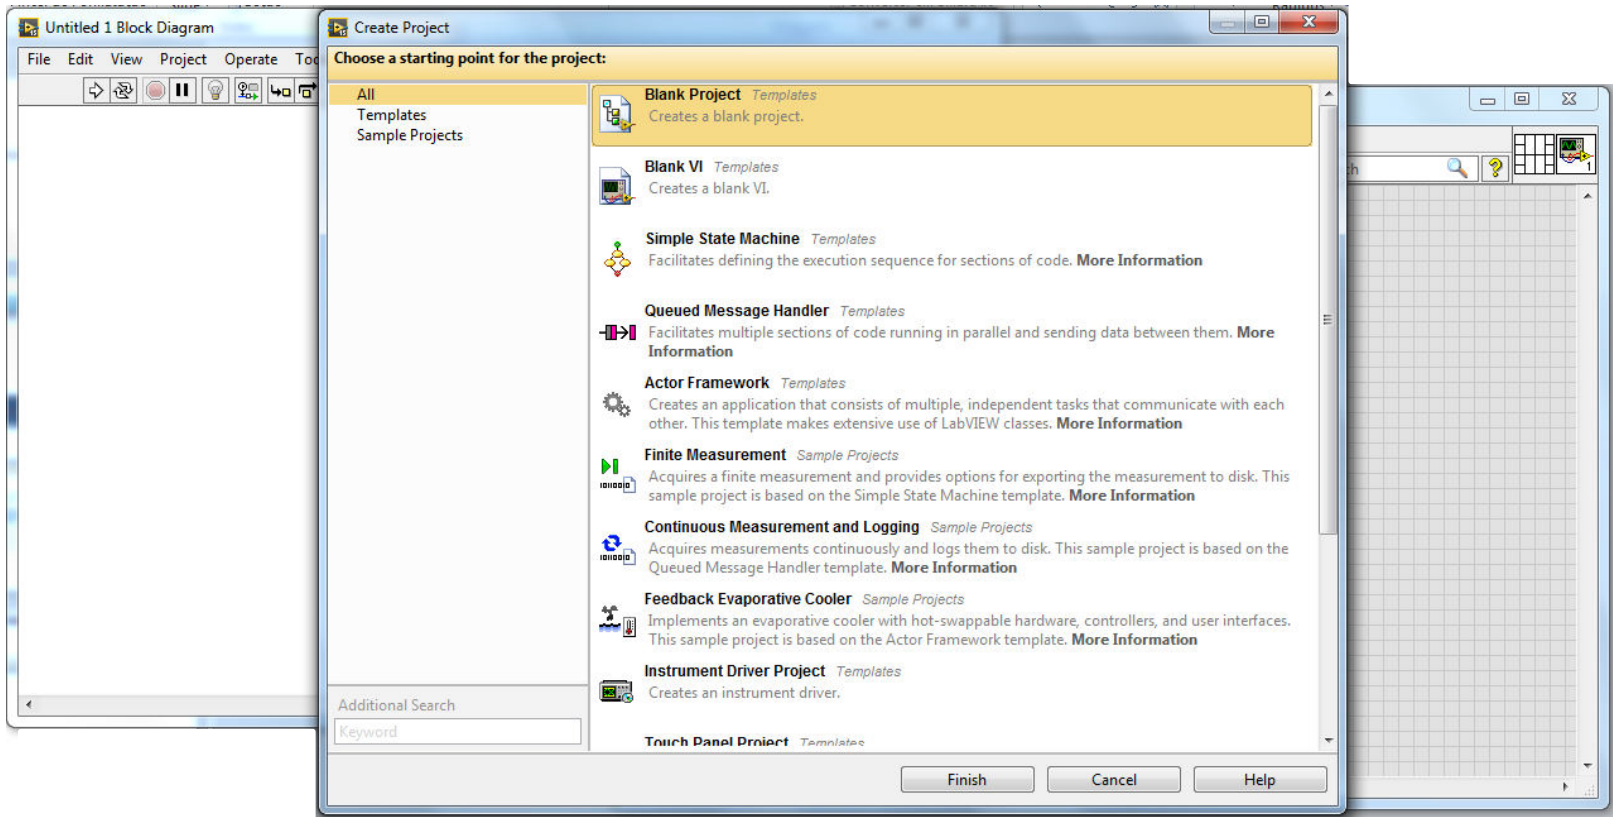 Untitled 1 Block Diagram
File Edit View Project Operate
Create Project
Choose a starting point for the project:
All
Templates
Sample Projects
Additional Search
Keyword
Blank Project Templates
Creates a blank project.
Blank VI Templates
Creates a blank VI.
Simple State Machine Templates
Facilitates defining the execution sequence for sections of code. More Information
Queued Message Handler Templates
Facilitates multiple sections of code running in parallel and sending data between them. More
Information
Actor Framework Templates
Creates an application that consists of multiple, independent tasks that communicate with each
other. This template makes extensive use of LabVIEW classes. More Information
Finite Measurement Sample Projects
Acquires a finite measurement and provides options for exporting the measurement to disk. This
sample project is based on the Simple State Machine template. More Information
Continuous Measurement and Logging Sample Projects
Acquires measurements continuously and logs them to disk. This sample project is based on the
Queued Message Handler template. More Information
Feedback Evaporative Cooler Sample Projects
Implements an evaporative cooler with hot-swappable hardware, controllers, and user interfaces.
This sample project is based on the Actor Framework template. More Information
Instrument Driver Project Templates
Creates an instrument driver.
Touch Panel Project Templates
Finish Cancel Help
1